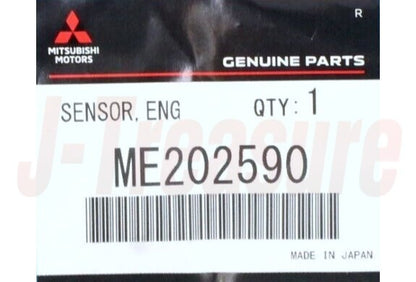 R
MITSUBISHI
MOTORS
GENUINE PARTS
SENSOR, ENG QTY: 1
J-Treasure
ME202590
MADE IN JAPAN